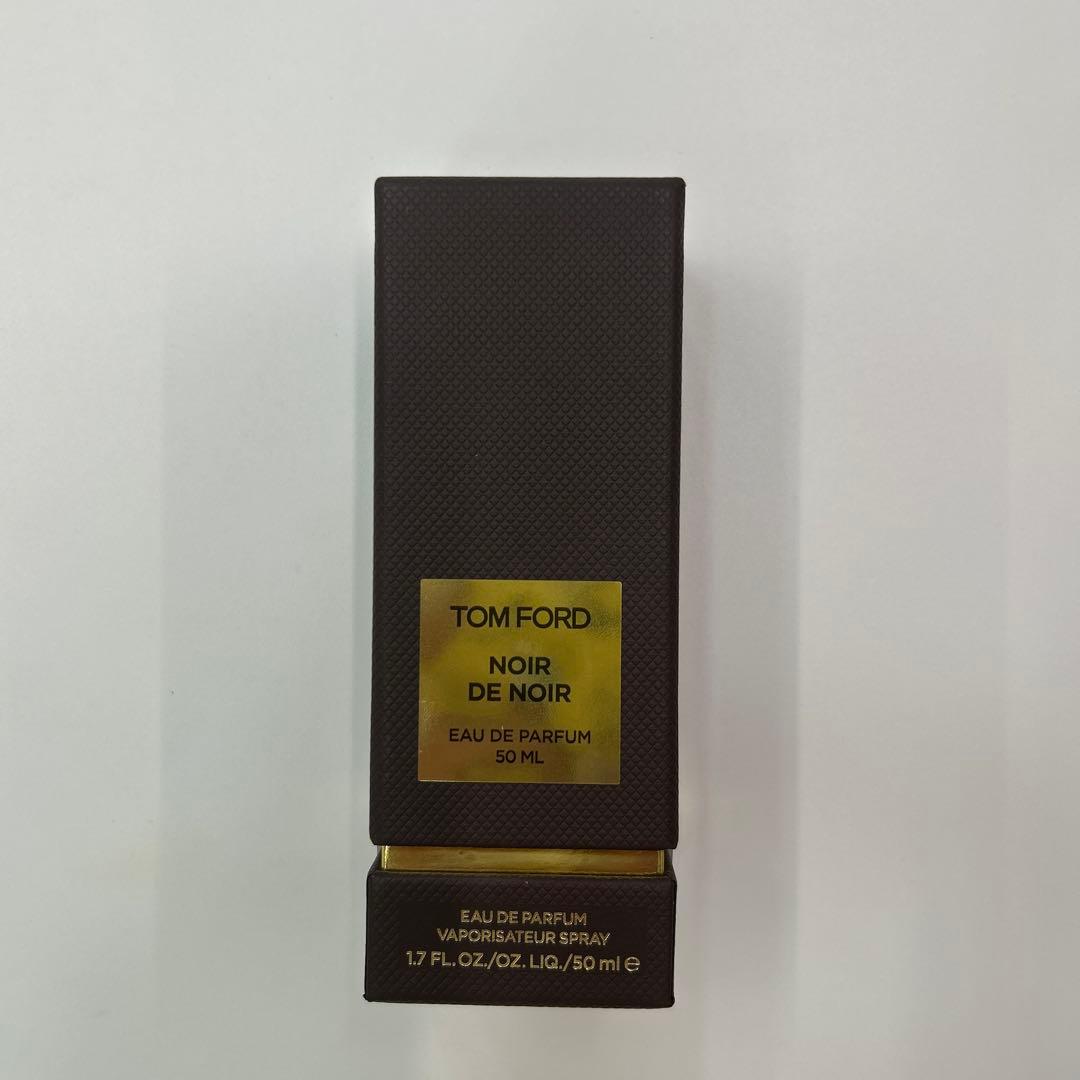 TOM FORD
NOIR
DE NOIR
EAU DE PARFUM
50 ML
EAU DE PARFUM
VAPORISATEUR SPRAY
1.7 FL.OZ./OZ. LIQ./50 ml ℮